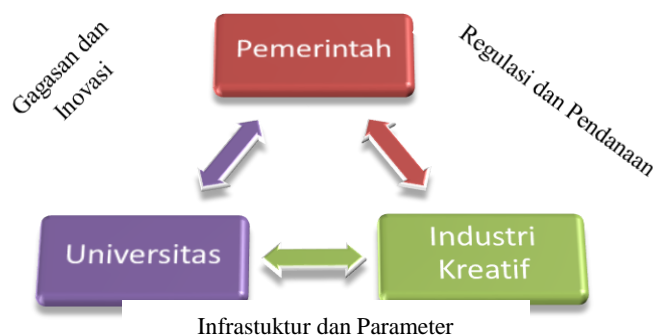 Gagasan dan
Inovasi
Pemerintah
Regulasi dan Pendanaan
Universitas
Industri
Kreatif
Infrastuktur dan Parameter